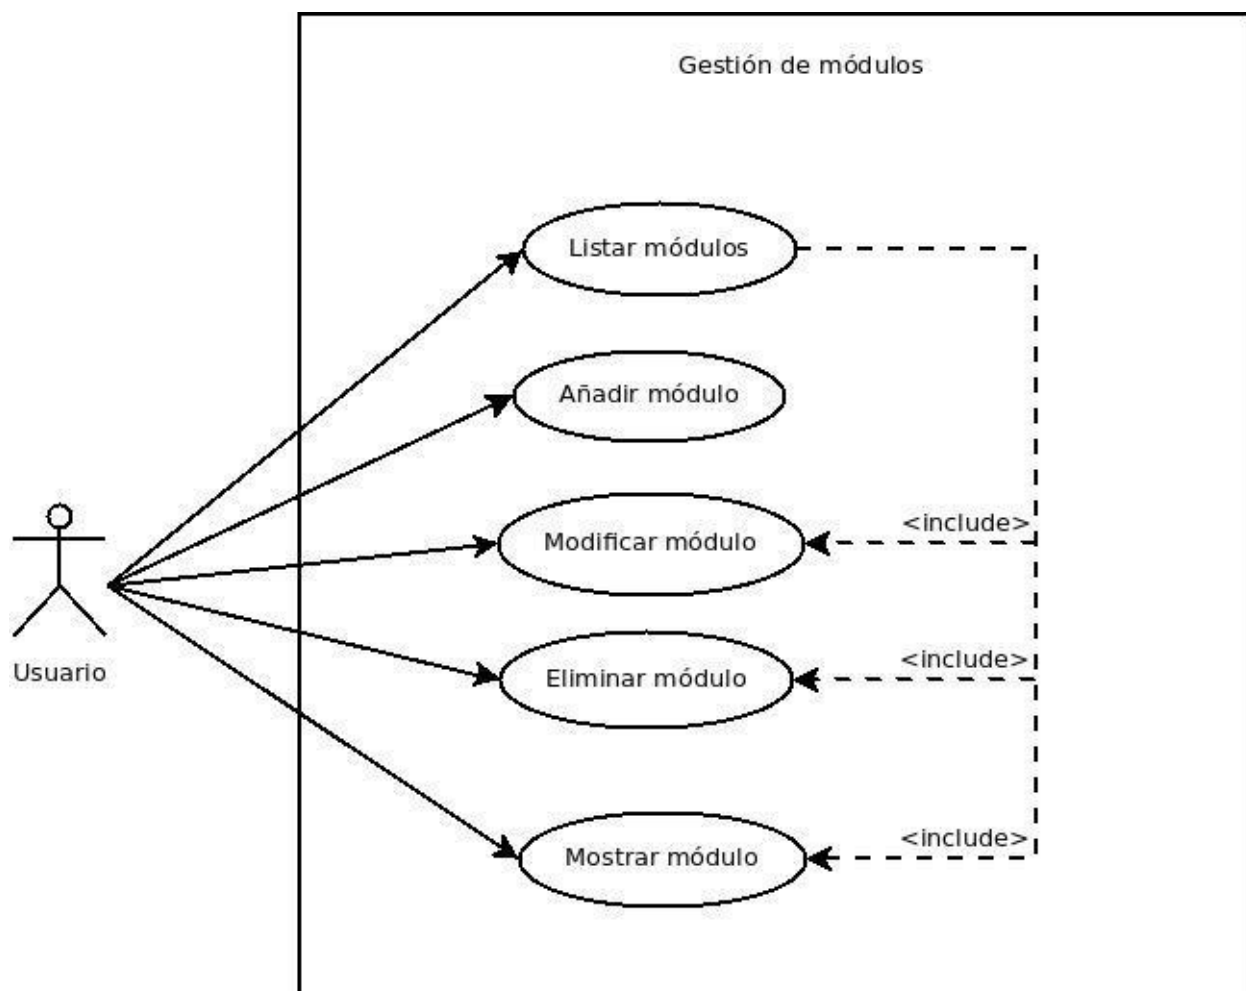 Gestión de módulos
Listar módulos
Añadir módulo
<include>
Modificar módulo
<include>
Eliminar módulo
Usuario
<include>
Mostrar módulo